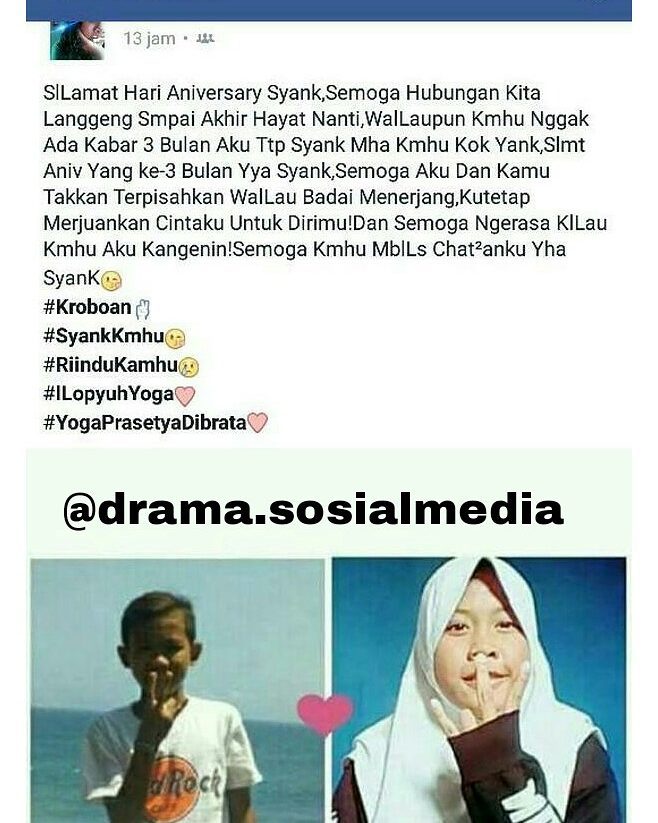 13 jam
SlLamat Hari Aniversary Syank,Semoga Hubungan Kita
Langgeng Smpai Akhir Hayat Nanti,WalLaupun Kmhu Nggak
Ada Kabar 3 Bulan Aku Ttp Syank Mha Kmhu Kok Yank,Slmt
Aniv Yang ke-3 Bulan Yya Syank,Semoga Aku Dan Kamu
Takkan Terpisahkan WalLau Badai Menerjang,Kutetap
Merjuankan Cintaku Untuk Dirimu!Dan Semoga Ngerasa KlLau
Kmhu Aku Kangenin!Semoga Kmhu MblLs Chat²anku Yha
SyanK😘
#Kroboan✌
#SyankKmhu😘
#RiinduKamhu😢
#ILopyuhYoga❤
#YogaPrasetyaDibrata❤
@drama.sosialmedia
Hard Rock